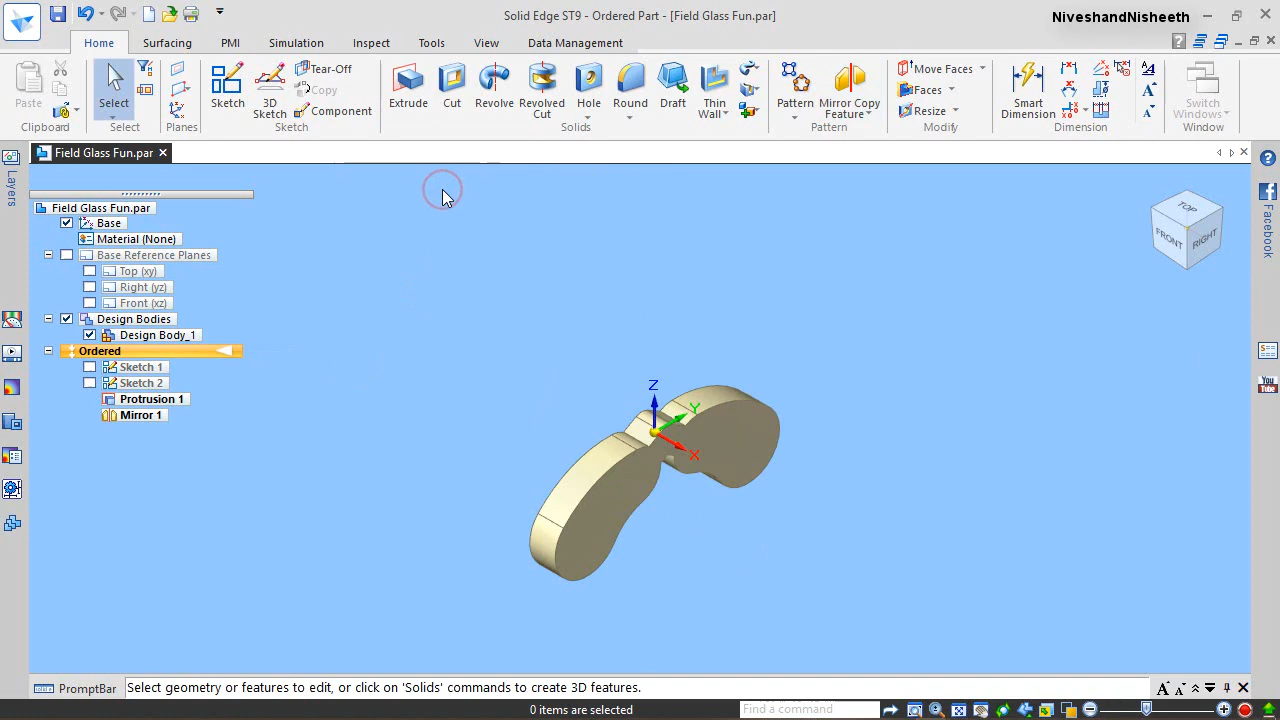 Solid Edge ST9 - Ordered Part - [Field Glass Fun.par]
NiveshandNisheeth
Home
Surfacing
PMI
Simulation
Inspect
Tools
View
Data Management
Paste
Clipboard
Select
Select
Planes
Sketch
3D Sketch
Tear-Off
Copy
Component
Sketch
Extrude
Cut
Revolve
Revolved Cut
Hole
Round
Draft
Thin Wall
Solids
Pattern
Mirror Copy Feature
Pattern
Move Faces
Faces
Resize
Modify
Smart Dimension
Dimension
Switch Windows
Window
Field Glass Fun.par
Layers
Facebook
You Tube
Field Glass Fun.par
Base
Material (None)
Base Reference Planes
Top (xy)
Right (yz)
Front (xz)
Design Bodies
Design Body_1
Ordered
Sketch 1
Sketch 2
Protrusion 1
Mirror 1
TOP
FRONT
RIGHT
Z
Y
X
PromptBar
Select geometry or features to edit, or click on 'Solids' commands to create 3D features.
0 items are selected
Find a command